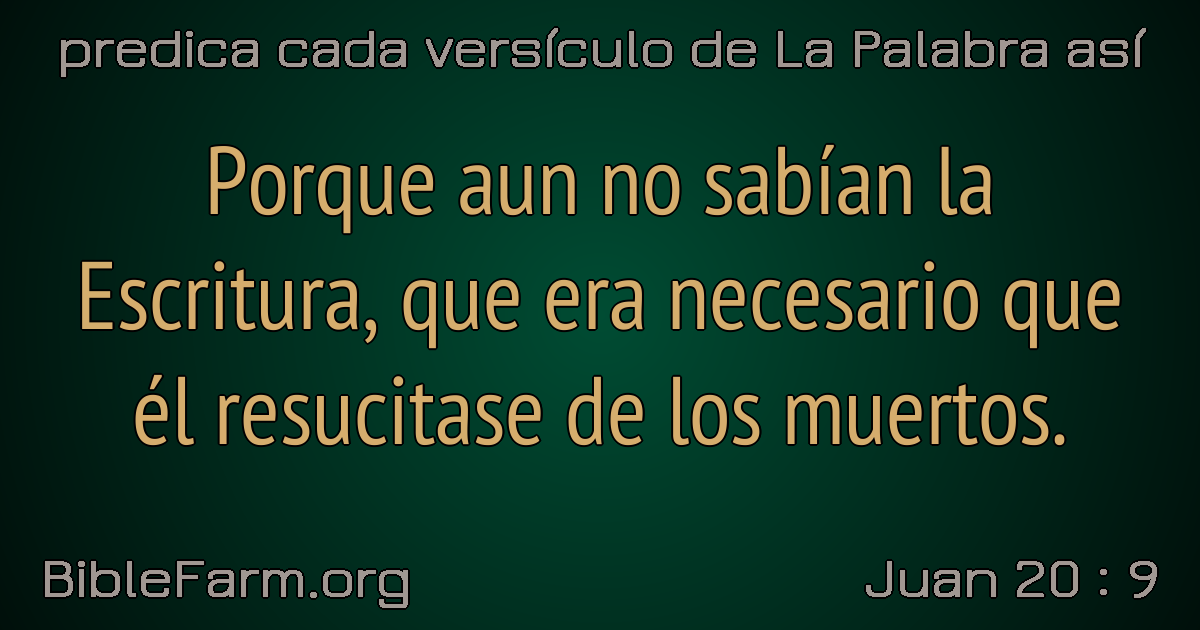 predica cada versículo de La Palabra así
Porque aun no sabían la
Escritura, que era necesario que
él resucitase de los muertos.
BibleFarm.org
Juan 20 : 9